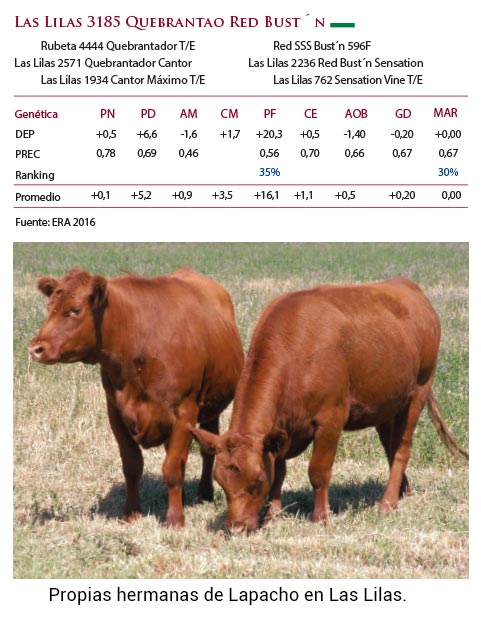 Las Lilas 3185 Quebrantao Red Bust´n
Rubeta 4444 Quebrantador T/E Red SSS Bust´n 596F
Las Lilas 2571 Quebrantador Cantor Las Lilas 2236 Red Bust´n Sensation
Las Lilas 1934 Cantor Máximo T/E Las Lilas 762 Sensation Vine T/E
Genética PN PD AM CM PF CE AOB GD MAR
DEP +0,5 +6,6 -1,6 +1,7 +20,3 +0,5 -1,40 -0,20 +0,00
PREC 0,78 0,69 0,46 0,56 0,70 0,66 0,67 0,67
Ranking 35% 30%
Promedio +0,1 +5,2 +0,9 +3,5 +16,1 +1,1 +0,5 +0,20 0,00
Fuente: ERA 2016
Propias hermanas de Lapacho en Las Lilas.